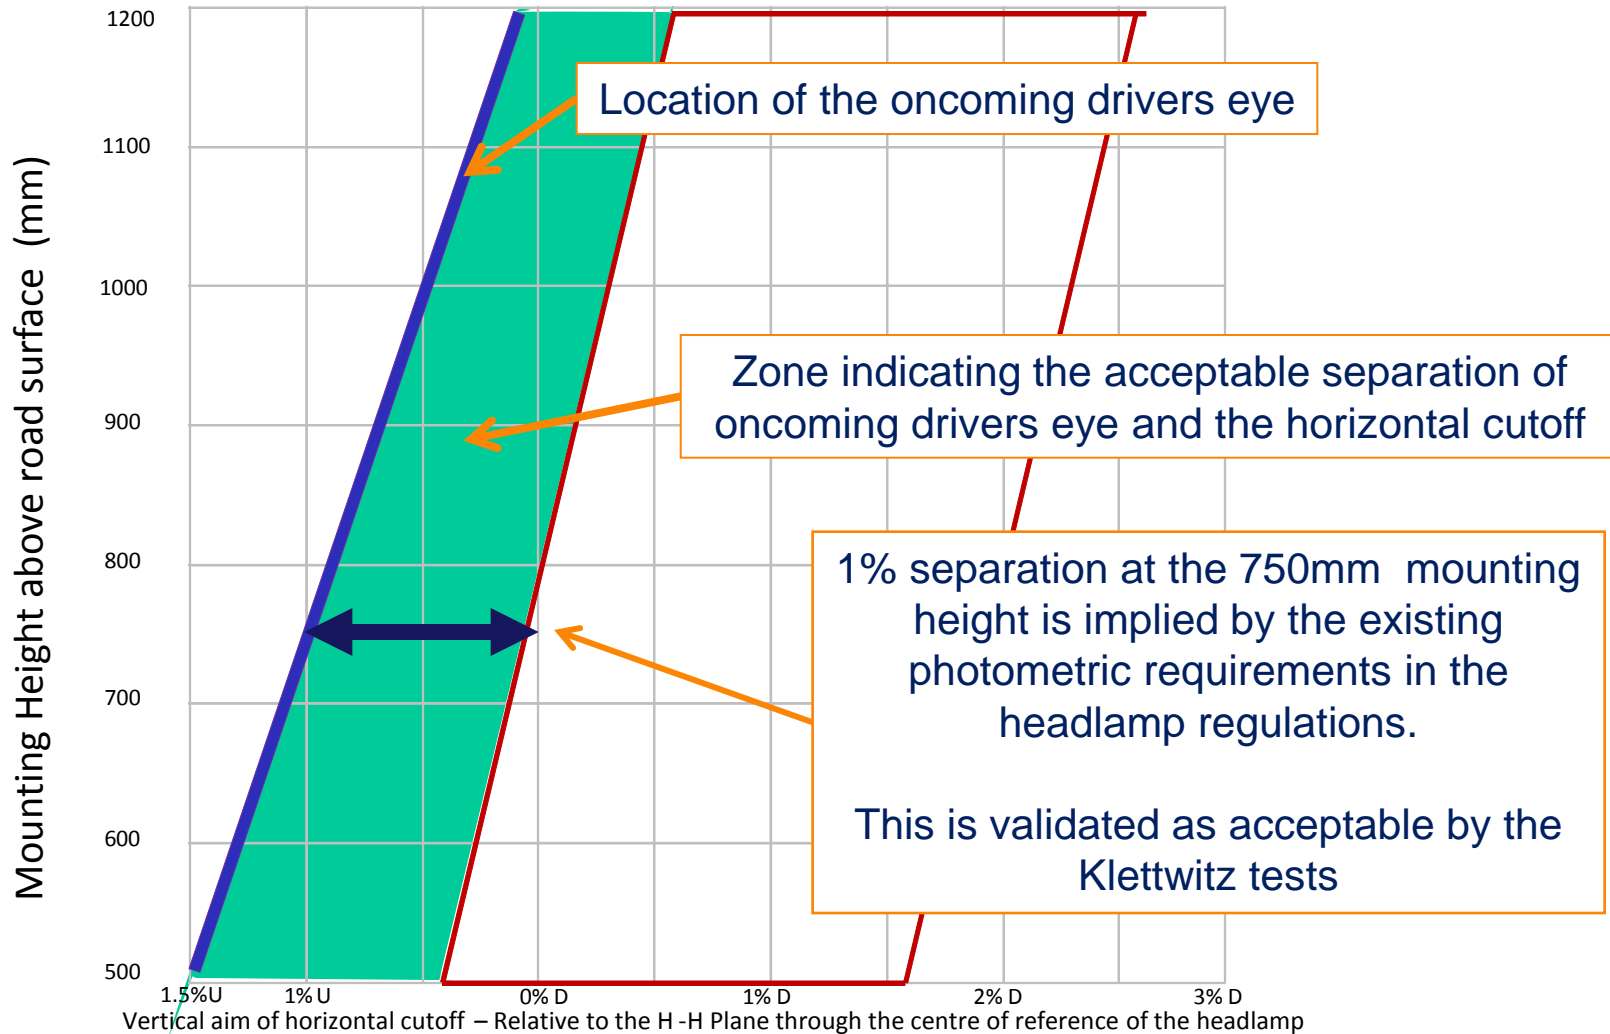 1200
Location of the oncoming drivers eye
1100
Mounting Height above road surface (mm)
1000
Zone indicating the acceptable separation of
oncoming drivers eye and the horizontal cutoff
900
800
1% separation at the 750mm mounting
height is implied by the existing
photometric requirements in the
headlamp regulations.
700
This is validated as acceptable by the
Klettwitz tests
600
500
1.5%U 1% U 0% D 1% D 2% D 3% D
Vertical aim of horizontal cutoff – Relative to the H -H Plane through the centre of reference of the headlamp